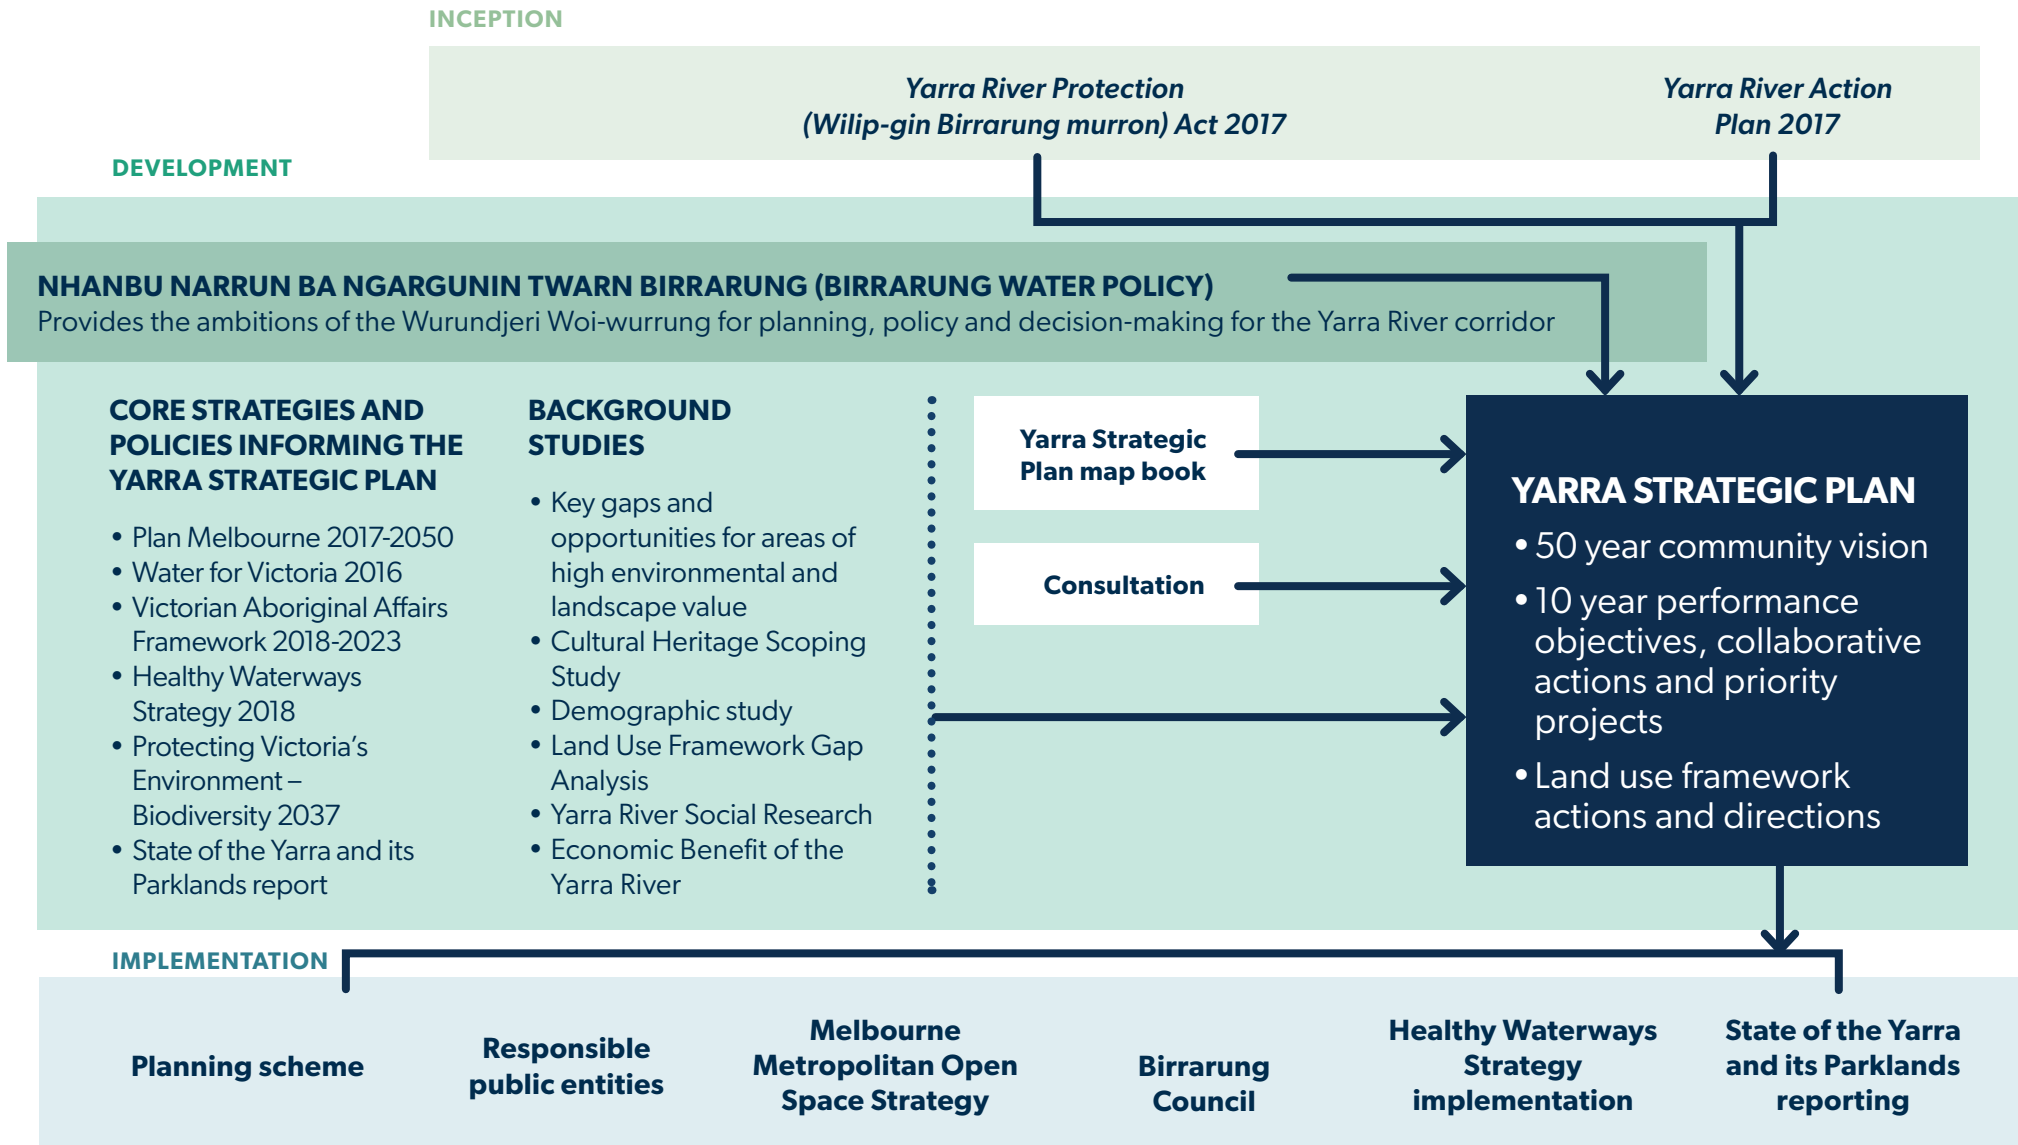 INCEPTION
Yarra River Protection
(Wilip-gin Birrarung murron) Act 2017
Yarra River Action
Plan 2017
DEVELOPMENT
NHANBU NARRUN BA NGARGUNIN TWARN BIRRARUNG (BIRRARUNG WATER POLICY)
Provides the ambitions of the Wurundjeri Woi-wurrung for planning, policy and decision-making for the Yarra River corridor
CORE STRATEGIES AND
POLICIES INFORMING THE
YARRA STRATEGIC PLAN
• Plan Melbourne 2017-2050
• Water for Victoria 2016
• Victorian Aboriginal Affairs
Framework 2018-2023
• Healthy Waterways
Strategy 2018
• Protecting Victoria's
Environment –
Biodiversity 2037
• State of the Yarra and its
Parklands report
BACKGROUND
STUDIES
• Key gaps and
opportunities for areas of
high environmental and
landscape value
• Cultural Heritage Scoping
Study
• Demographic study
• Land Use Framework Gap
Analysis
• Yarra River Social Research
• Economic Benefit of the
Yarra River
Yarra Strategic
Plan map book
Consultation
YARRA STRATEGIC PLAN
• 50 year community vision
• 10 year performance
objectives, collaborative
actions and priority
projects
• Land use framework
actions and directions
IMPLEMENTATION
Planning scheme
Responsible
public entities
Melbourne
Metropolitan Open
Space Strategy
Birrarung
Council
Healthy Waterways
Strategy
implementation
State of the Yarra
and its Parklands
reporting